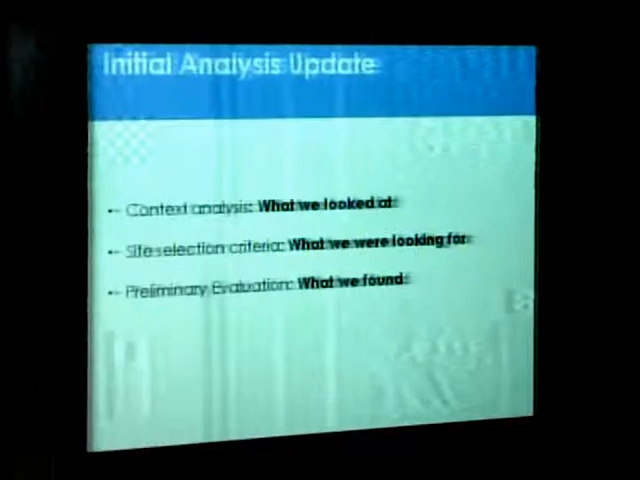 Initial Analysis Update
– Context analysis: What we looked at
– Site selection criteria: What we were looking for
– Preliminary Evaluation: What we found